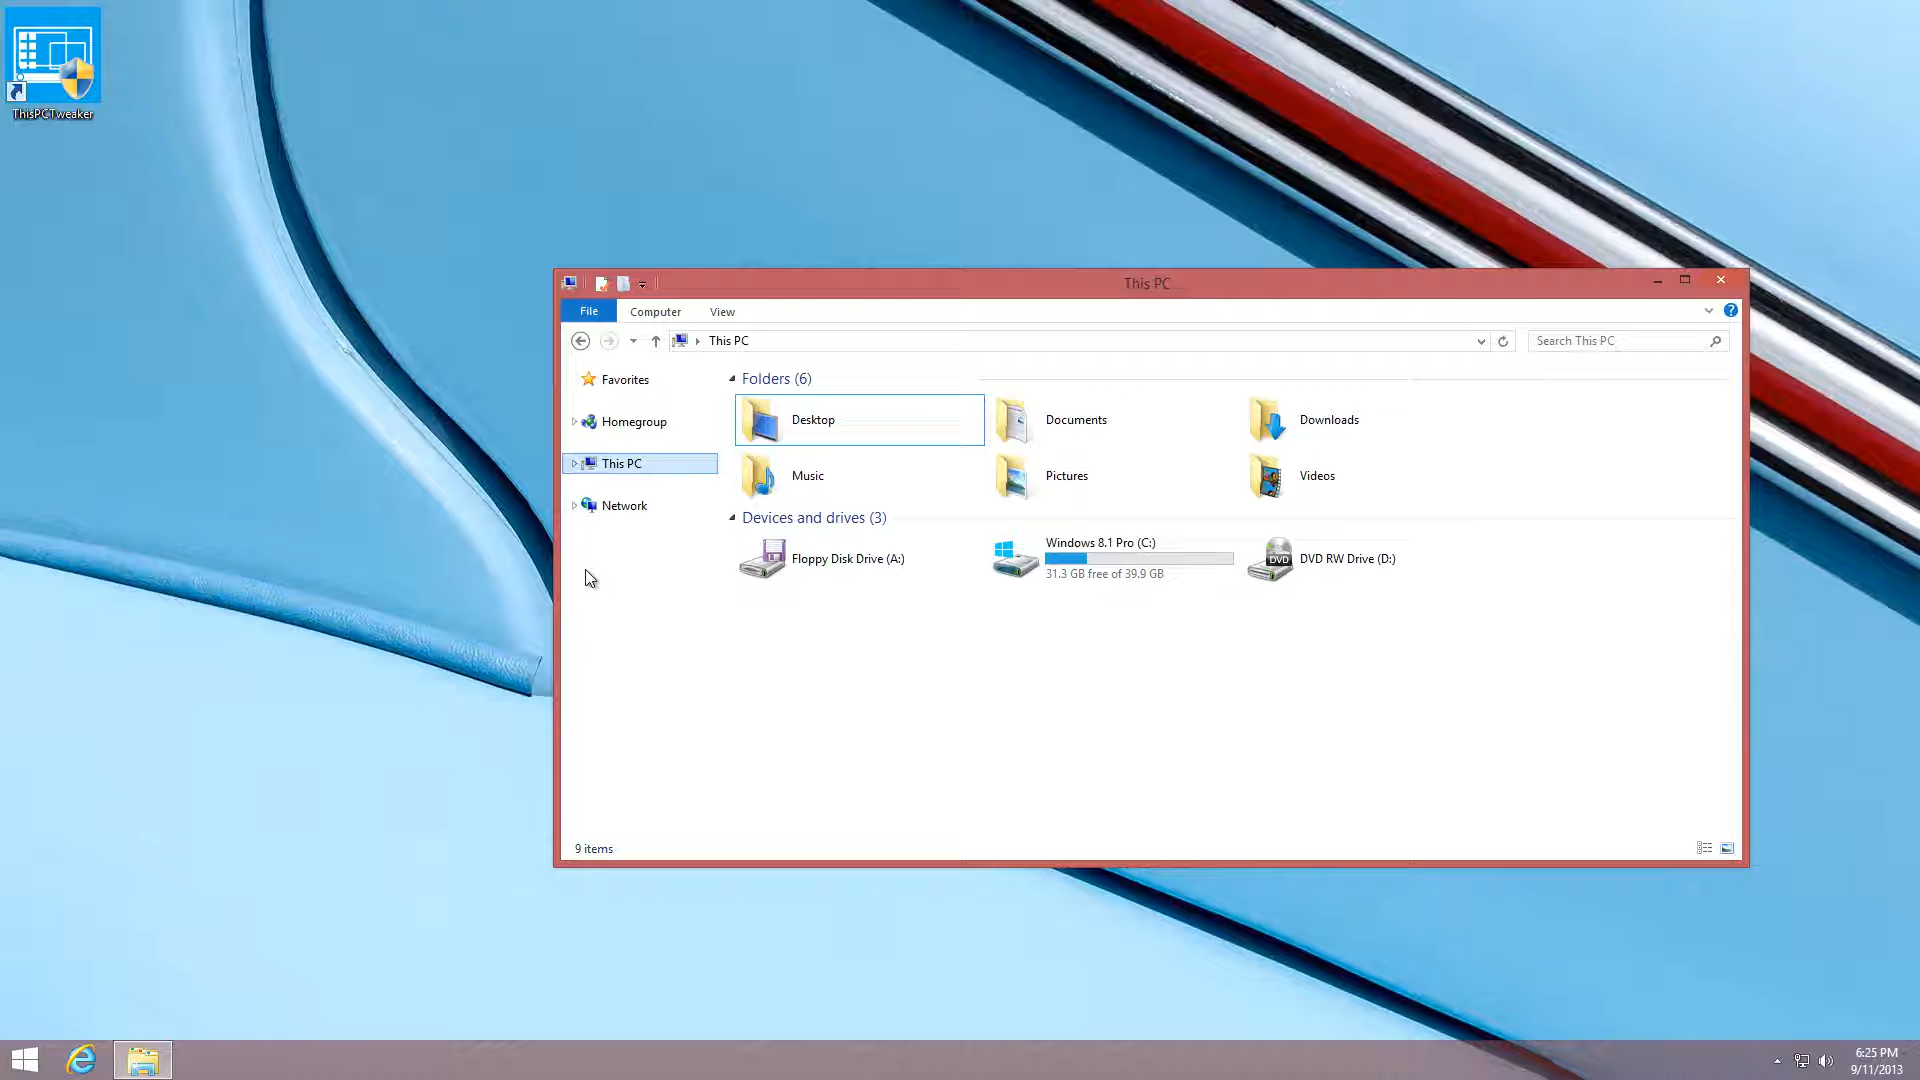 ThisPCTweaker
This PC
File
Computer
View
This PC
Search This PC
Favorites
Homegroup
This PC
Network
Folders (6)
Desktop
Documents
Downloads
Music
Pictures
Videos
Devices and drives (3)
Floppy Disk Drive (A:)
Windows 8.1 Pro (C:)
31.3 GB free of 39.9 GB
DVD
DVD RW Drive (D:)
9 items
6:25 PM
9/11/2013